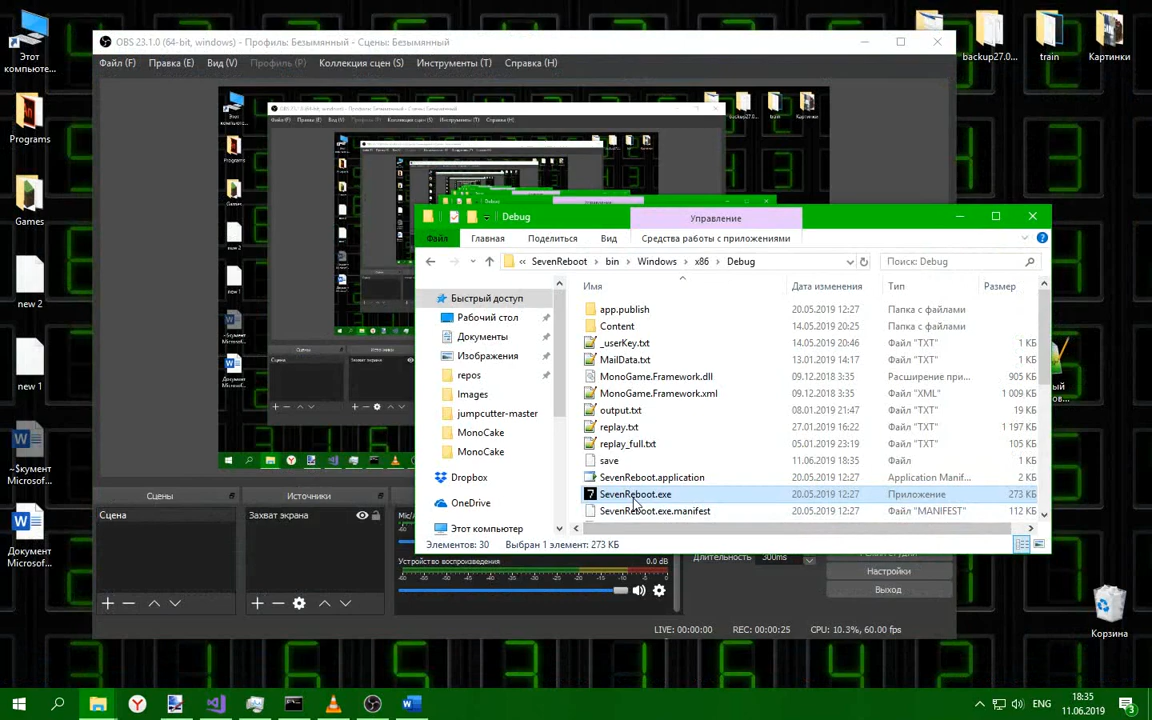 Этот
компьюте...
Programs
Games
new 2
new 1
~$кумент
Microsof...
Документ
Microsof...
OBS 23.1.0 (64-bit, windows) - Профиль: Безымянный - Сцены: Безымянный
Файл (F)
Правка (E)
Вид (V)
Профиль (P)
Коллекция сцен (S)
Инструменты (T)
Справка (H)
backup27.0...
train
Картинки
Debug
Управление
Файл
Главная
Поделиться
Вид
Средства работы с приложениями
« SevenReboot > bin > Windows > x86 > Debug
Поиск: Debug
Быстрый доступ
Рабочий стол
Документы
Изображения
repos
Images
jumpcutter-master
MonoCake
MonoCake
Dropbox
OneDrive
Этот компьютер
Имя Дата изменения Тип Размер
app.publish 20.05.2019 12:27 Папка с файлами
Content 14.05.2019 20:25 Папка с файлами
_userKey.txt 14.05.2019 20:46 Файл "TXT" 1 КБ
MailData.txt 13.01.2019 14:17 Файл "TXT" 1 КБ
MonoGame.Framework.dll 09.12.2018 3:35 Расширение при... 905 КБ
MonoGame.Framework.xml 09.12.2018 3:35 Файл "XML" 1 009 КБ
output.txt 08.01.2019 21:47 Файл "TXT" 19 КБ
replay.txt 27.01.2019 16:22 Файл "TXT" 1 197 КБ
replay_full.txt 05.01.2019 23:19 Файл "TXT" 105 КБ
save 11.06.2019 18:35 Файл 1 КБ
SevenReboot.application 20.05.2019 12:27 Application Manif... 2 КБ
SevenReboot.exe 20.05.2019 12:27 Приложение 273 КБ
SevenReboot.exe.manifest 20.05.2019 12:27 Файл "MANIFEST" 112 КБ
Элементов: 30 Выбран 1 элемент: 273 КБ
Сцены
Источники
Сцена
Захват экрана
Устройство воспроизведения
0.0 dB
Длительность 300ms
Настройки
Выход
LIVE: 00:00:00 REC: 00:00:25 CPU: 10.3%, 60.00 fps
Корзина
ENG
18:35
11.06.2019
3